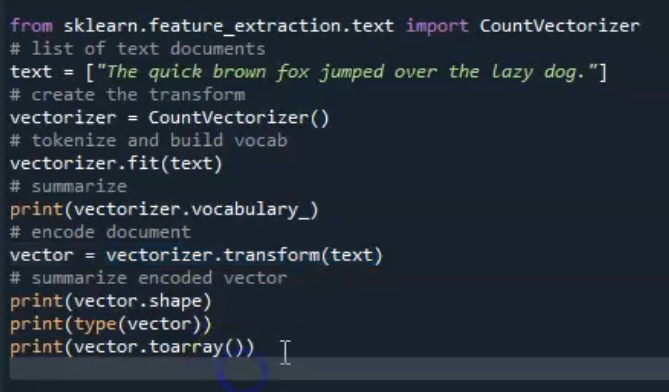 from sklearn.feature_extraction.text import CountVectorizer
# list of text documents
text = ["The quick brown fox jumped over the lazy dog."]
# create the transform
vectorizer = CountVectorizer()
# tokenize and build vocab
vectorizer.fit(text)
# summarize
print(vectorizer.vocabulary_)
# encode document
vector = vectorizer.transform(text)
# summarize encoded vector
print(vector.shape)
print(type(vector))
print(vector.toarray())